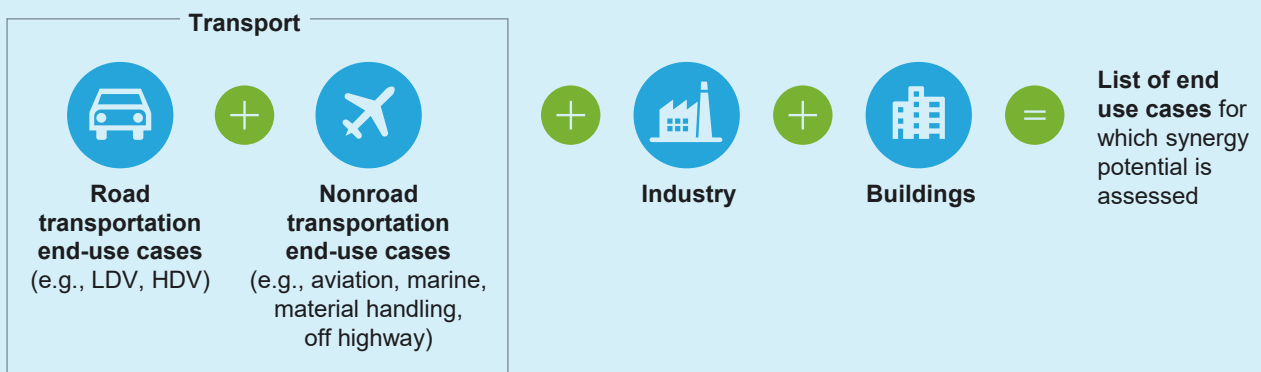 Transport
Road
transportation
end-use cases
(e.g., LDV, HDV)
Nonroad
transportation
end-use cases
(e.g., aviation, marine,
material handling,
off highway)
Industry
Buildings
List of end
use cases for
which synergy
potential is
assessed